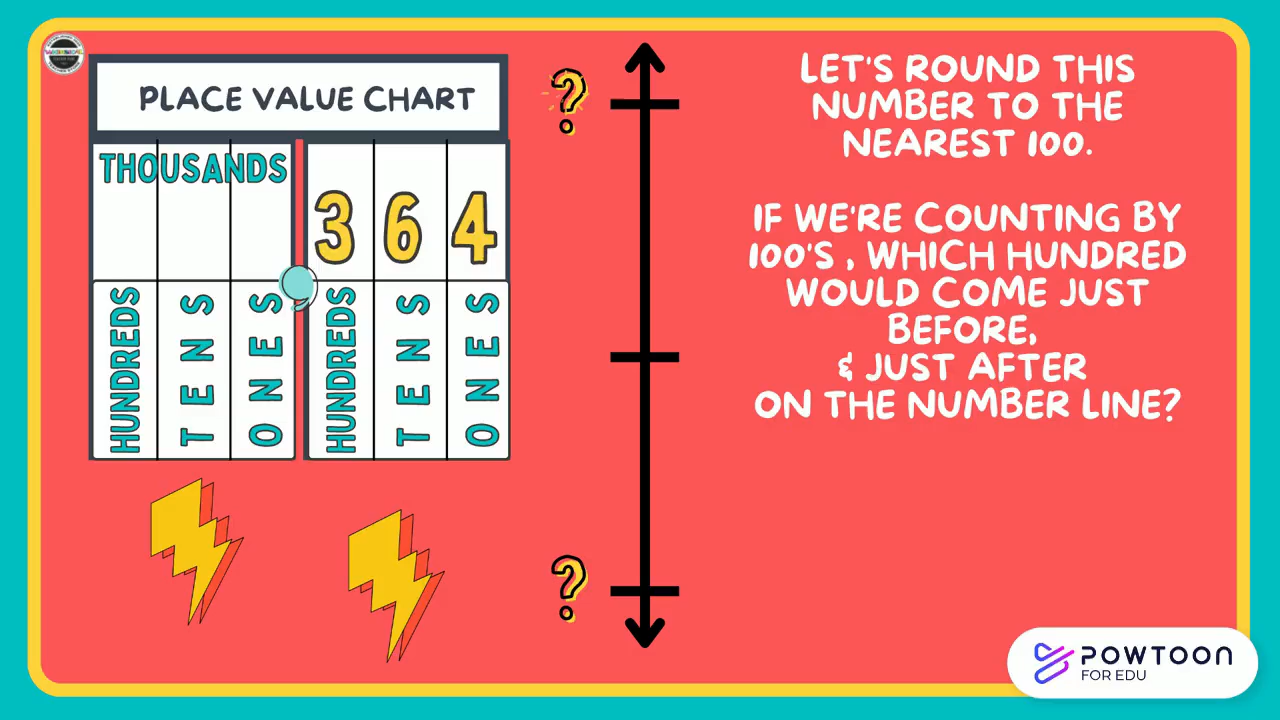 PLACE VALUE CHART
THOUSANDS
3 6 4
HUNDREDS
TENS
ONES
,
HUNDREDS
TENS
ONES
?
?
LET'S ROUND THIS
NUMBER TO THE
NEAREST 100.
IF WE'RE COUNTING BY
100'S , WHICH HUNDRED
WOULD COME JUST
BEFORE,
& JUST AFTER
ON THE NUMBER LINE?
POWTOON
FOR EDU